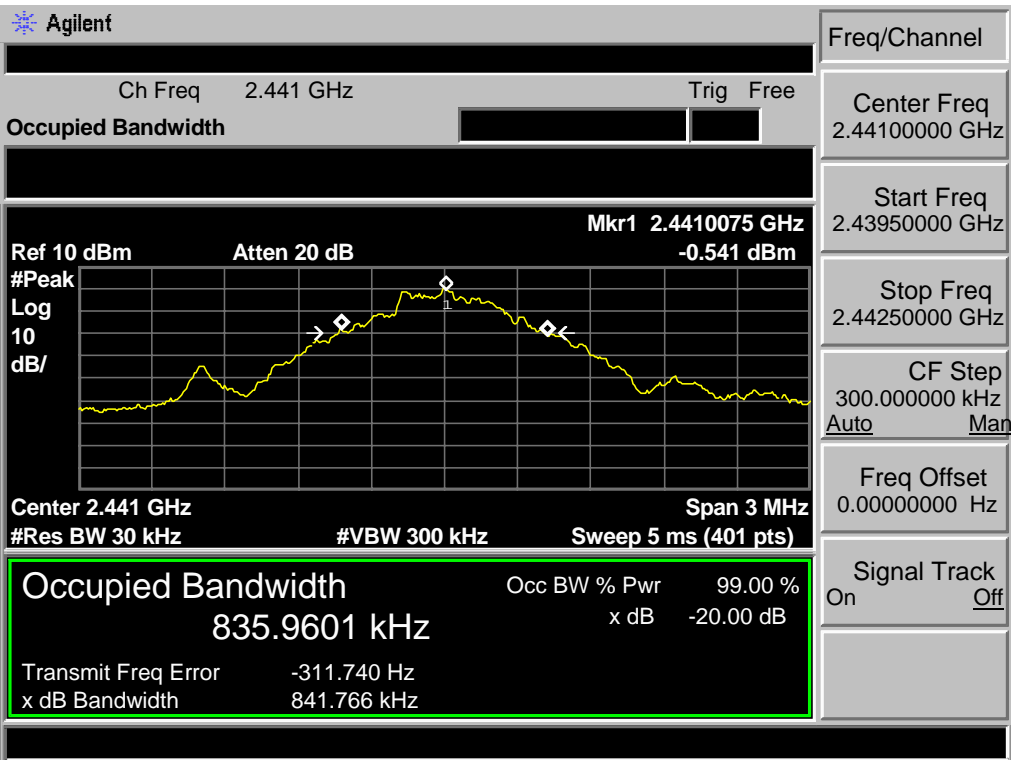 Agilent
Freq/Channel
Ch Freq 2.441 GHz Trig Free
Occupied Bandwidth
Center Freq
2.44100000 GHz
Start Freq
2.43950000 GHz
Stop Freq
2.44250000 GHz
CF Step
300.000000 kHz
Auto Man
Freq Offset
0.00000000 Hz
Signal Track
On Off
Mkr1 2.4410075 GHz
Ref 10 dBm Atten 20 dB -0.541 dBm
#Peak
Log
10
dB/
1
Center 2.441 GHz Span 3 MHz
#Res BW 30 kHz #VBW 300 kHz Sweep 5 ms (401 pts)
Occupied Bandwidth Occ BW % Pwr 99.00 %
835.9601 kHz x dB -20.00 dB
Transmit Freq Error -311.740 Hz
x dB Bandwidth 841.766 kHz